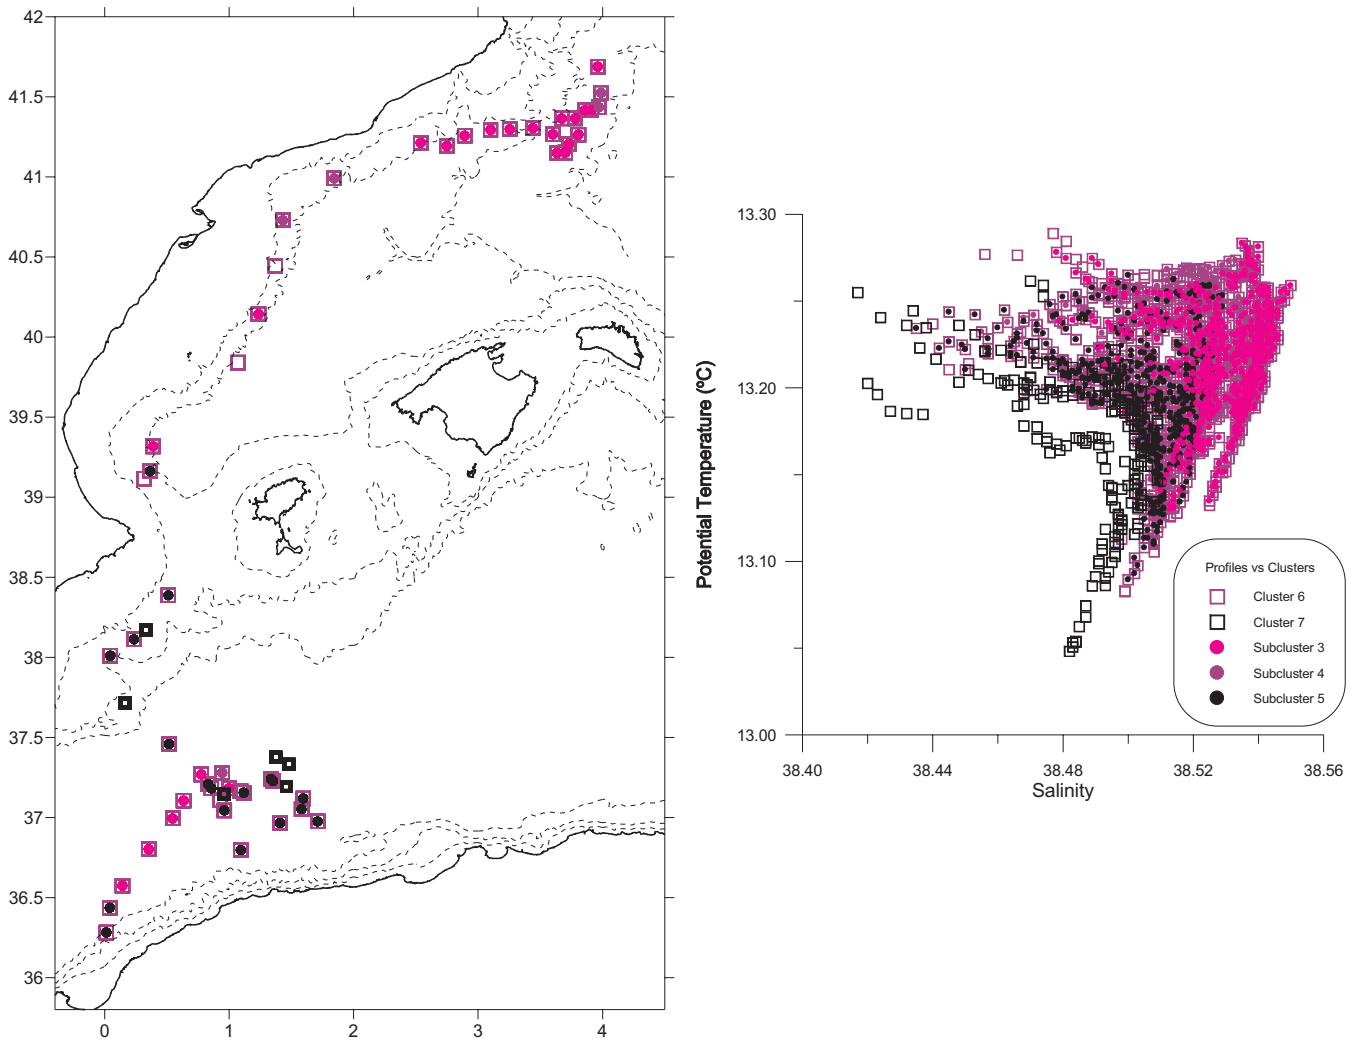 42
41.5
41
40.5
40
39.5
39
38.5
38
37.5
37
36.5
36
0 1 2 3 4
13.30
13.20
13.10
13.00
Potential Temperature (ºC)
38.40 38.44 38.48 38.52 38.56
Salinity
Profiles vs Clusters
Cluster 6
Cluster 7
Subcluster 3
Subcluster 4
Subcluster 5